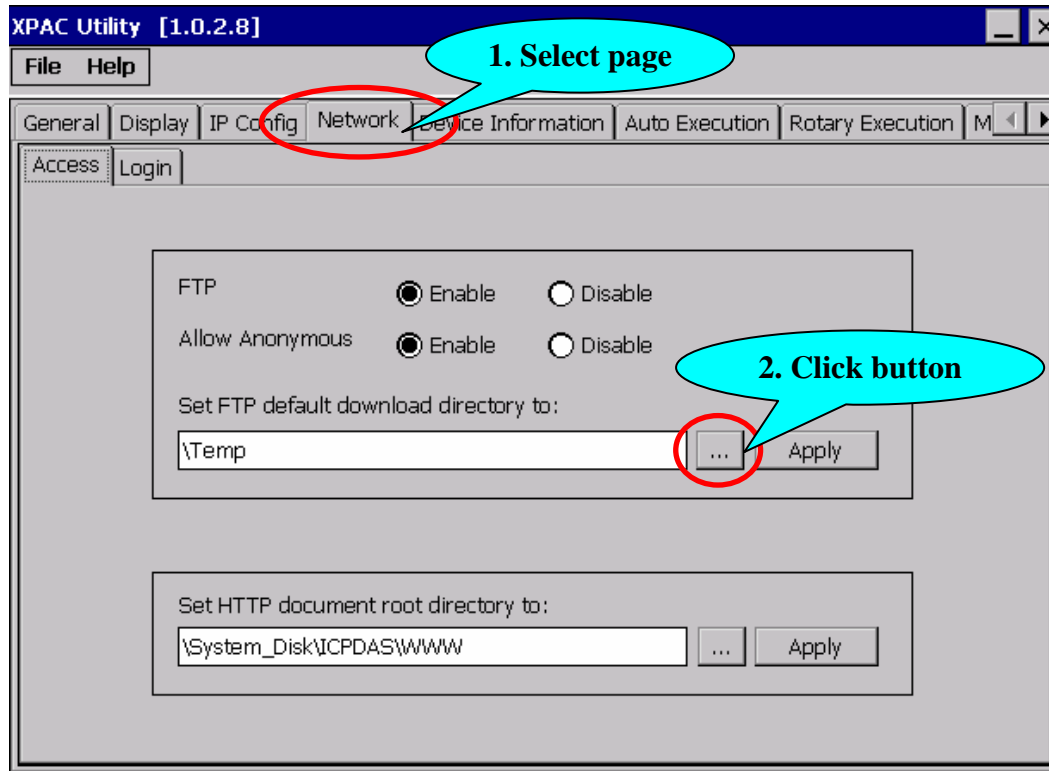 XPAC Utility [1.0.2.8]
1. Select page
File Help
General Display IP Config Network Device Information Auto Execution Rotary Execution M
Access Login
FTP Enable Disable
Allow Anonymous Enable Disable
2. Click button
Set FTP default download directory to:
\Temp ... Apply
Set HTTP document root directory to:
\System_Disk\ICPDAS\WWW ... Apply